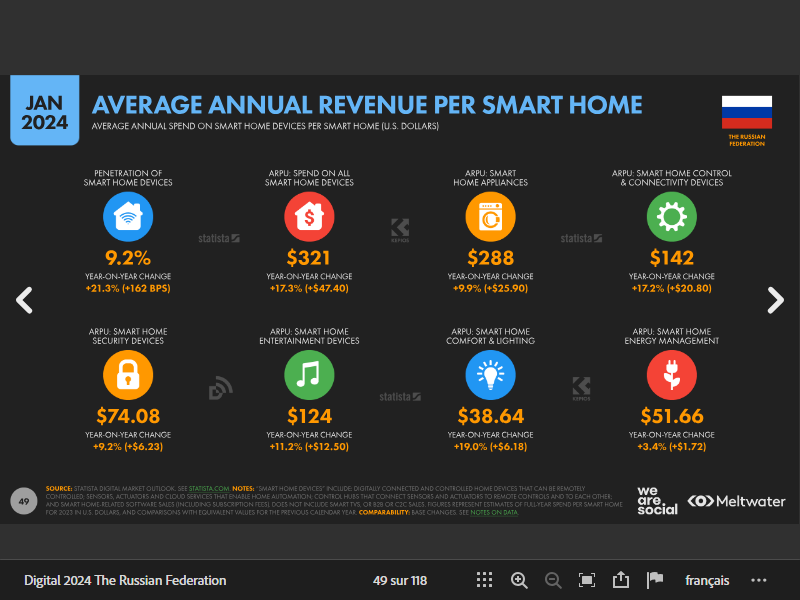 JAN
2024
AVERAGE ANNUAL REVENUE PER SMART HOME
AVERAGE ANNUAL SPEND ON SMART HOME DEVICES PER SMART HOME (U.S. DOLLARS)
THE RUSSIAN
FEDERATION
PENETRATION OF
SMART HOME DEVICES
9.2%
YEAR-ON-YEAR CHANGE
+21.3% (+162 BPS)
ARPU: SPEND ON ALL
SMART HOME DEVICES
$321
YEAR-ON-YEAR CHANGE
+17.3% (+$47.40)
ARPU: SMART
HOME APPLIANCES
$288
YEAR-ON-YEAR CHANGE
+9.9% (+$25.90)
ARPU: SMART HOME CONTROL
& CONNECTIVITY DEVICES
$142
YEAR-ON-YEAR CHANGE
+17.2% (+$20.80)
statista
KEPIOS
statista
ARPU: SMART HOME
SECURITY DEVICES
$74.08
YEAR-ON-YEAR CHANGE
+9.2% (+$6.23)
ARPU: SMART HOME
ENTERTAINMENT DEVICES
$124
YEAR-ON-YEAR CHANGE
+11.2% (+$12.50)
ARPU: SMART HOME
COMFORT & LIGHTING
$38.64
YEAR-ON-YEAR CHANGE
+19.0% (+$6.18)
ARPU: SMART HOME
ENERGY MANAGEMENT
$51.66
YEAR-ON-YEAR CHANGE
+3.4% (+$1.72)
statista
KEPIOS
49
SOURCE: STATISTA DIGITAL MARKET OUTLOOK. SEE STATISTA.COM. NOTES: "SMART HOME DEVICES" INCLUDE DIGITALLY CONNECTED AND CONTROLLED HOME DEVICES THAT CAN BE REMOTELY
CONTROLLED; SENSORS, ACTUATORS AND CLOUD SERVICES THAT ENABLE HOME AUTOMATION; CONTROL HUBS THAT CONNECT SENSORS AND ACTUATORS TO REMOTE CONTROLS AND TO EACH OTHER;
AND SMART HOME RELATED SOFTWARE SALES (INCLUDING SUBSCRIPTION FEES). DOES NOT INCLUDE SMART TVS, OR B2B OR C2C SALES. FIGURES REPRESENT ESTIMATES OF FULL-YEAR SPEND PER SMART HOME
FOR 2023 IN U.S. DOLLARS, AND COMPARISONS WITH EQUIVALENT VALUES FOR THE PREVIOUS CALENDAR YEAR. COMPARABILITY: BASE CHANGES. SEE NOTES ON DATA
we
are.
social
Meltwater
Digital 2024 The Russian Federation
49 sur 118
français